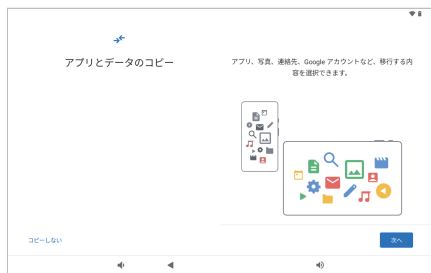 アプリとデータのコピー
アプリ、写真、連絡先、Google アカウントなど、移行する内
容を選択できます。
コピーしない
次へ